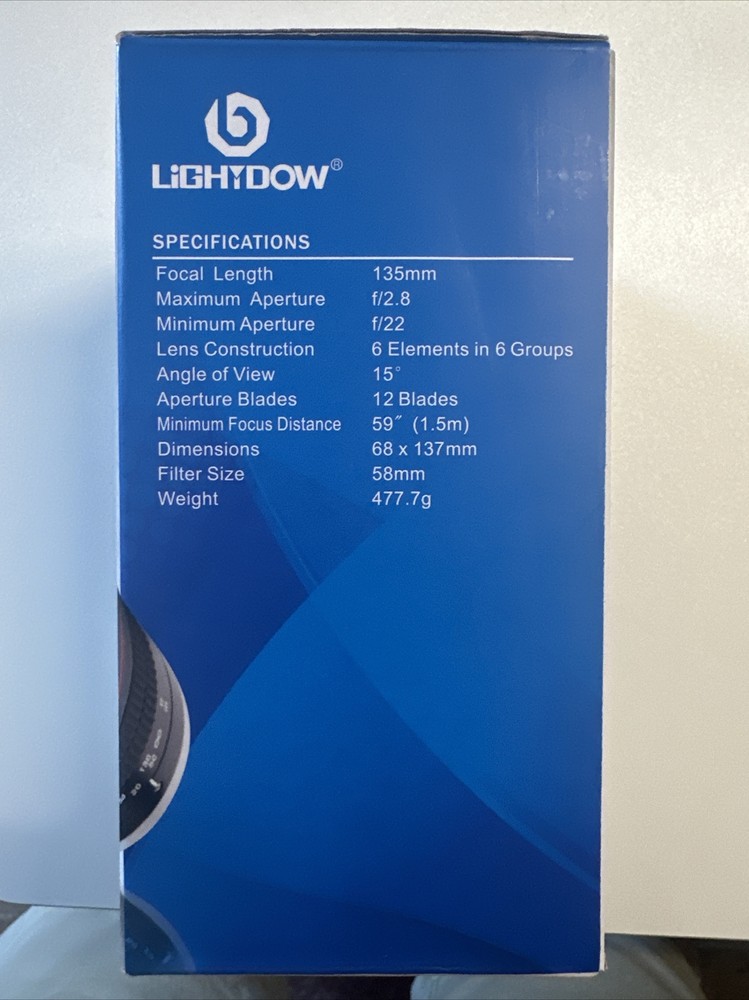 LiGHTDOW®
SPECIFICATIONS
Focal Length 135mm
Maximum Aperture f/2.8
Minimum Aperture f/22
Lens Construction 6 Elements in 6 Groups
Angle of View 15°
Aperture Blades 12 Blades
Minimum Focus Distance 59″ (1.5m)
Dimensions 68 x 137mm
Filter Size 58mm
Weight 477.7g